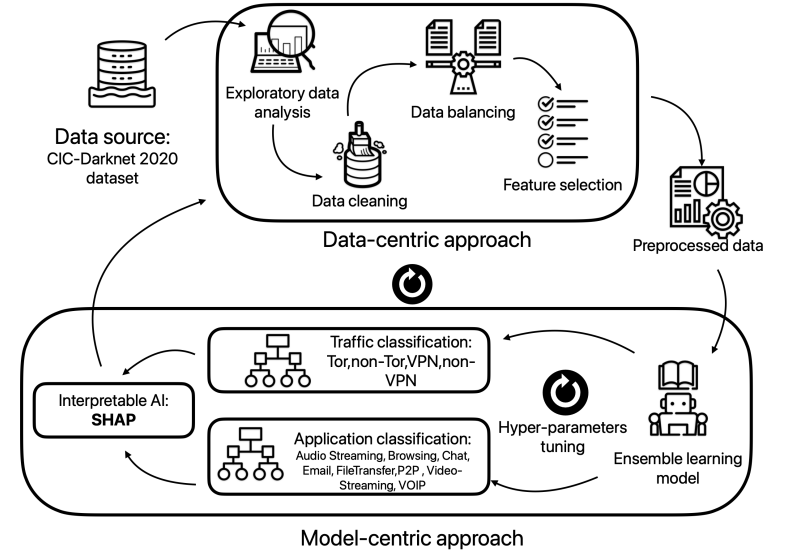 Data source:
CIC-Darknet 2020
dataset
Exploratory data
analysis
Data cleaning
Data balancing
Feature selection
Data-centric approach
Preprocessed data
Traffic classification:
Tor,non-Tor,VPN,non-
VPN
Interpretable AI:
SHAP
Application classification:
Audio Streaming, Browsing, Chat,
Email, FileTransfer,P2P , Video-
Streaming, VOIP
Hyper-parameters
tuning
Ensemble learning
model
Model-centric approach